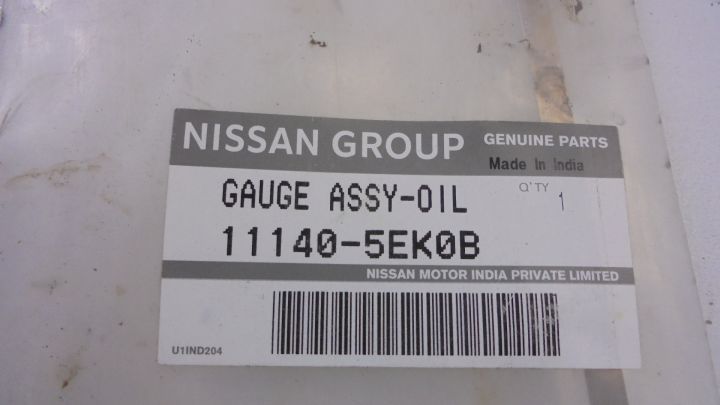 NISSAN GROUP GENUINE PARTS
Made In India
GAUGE ASSY-OIL Q'TY 1
11140-5EK0B
NISSAN MOTOR INDIA PRIVATE LIMITED
U1IND204